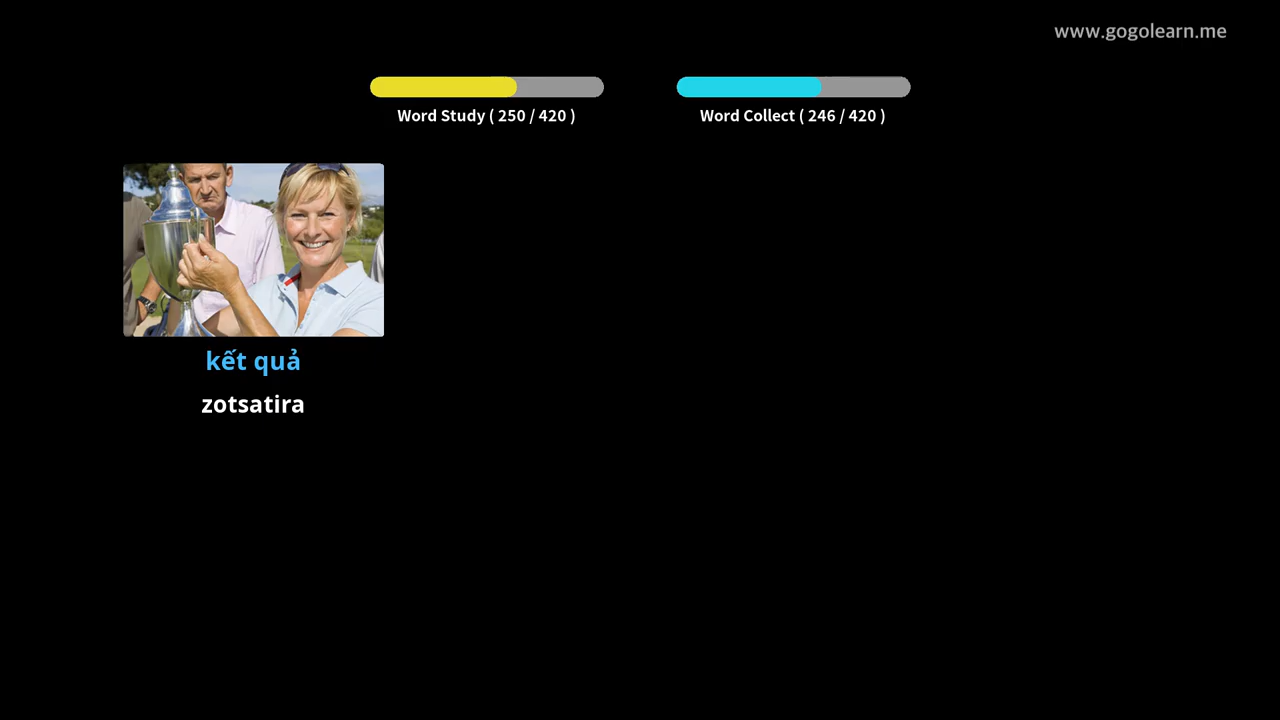 www.gogolearn.me
Word Study ( 250 / 420 )
Word Collect ( 246 / 420 )
kết quả
zotsatira